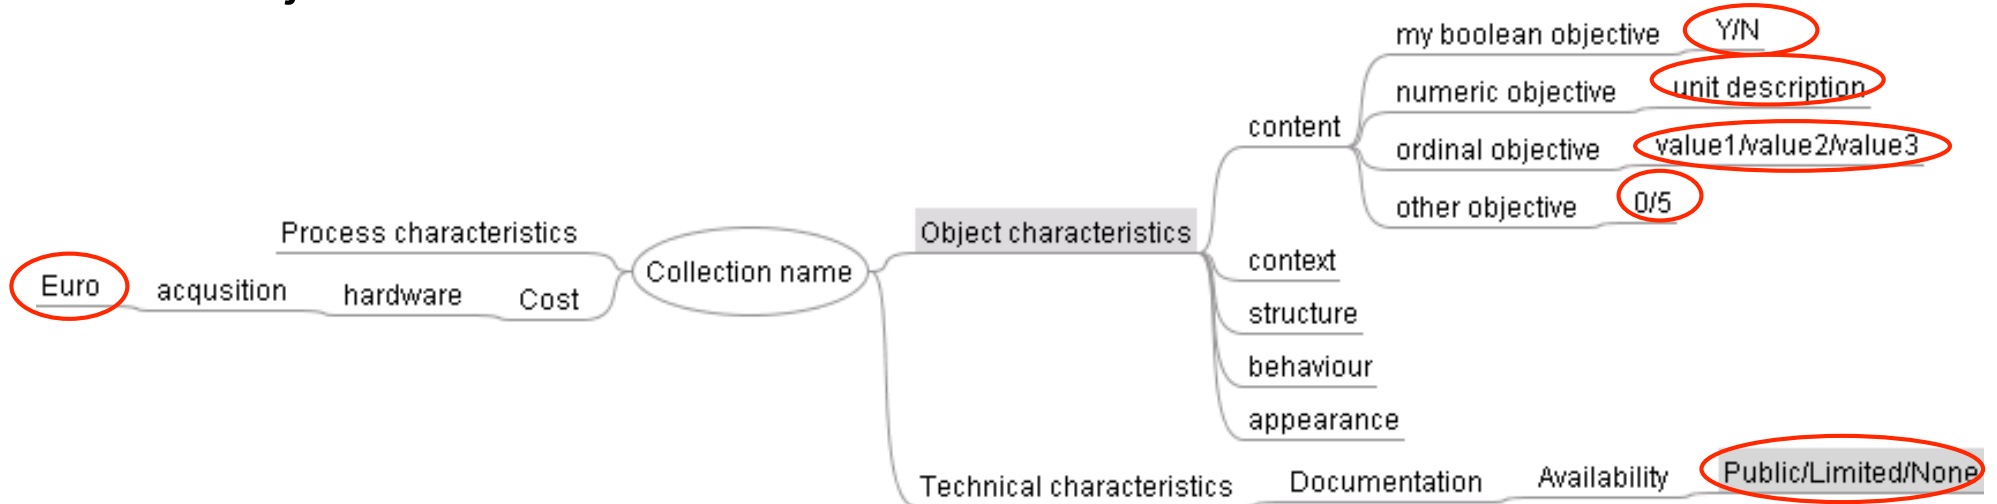 my boolean objective Y/N
numeric objective unit description
content
ordinal objective value1/value2/value3
other objective 0/5
Process characteristics
Object characteristics
Collection name
context
Euro acqusition hardware Cost
structure
behaviour
appearance
Technical characteristics Documentation Availability Public/Limited/None